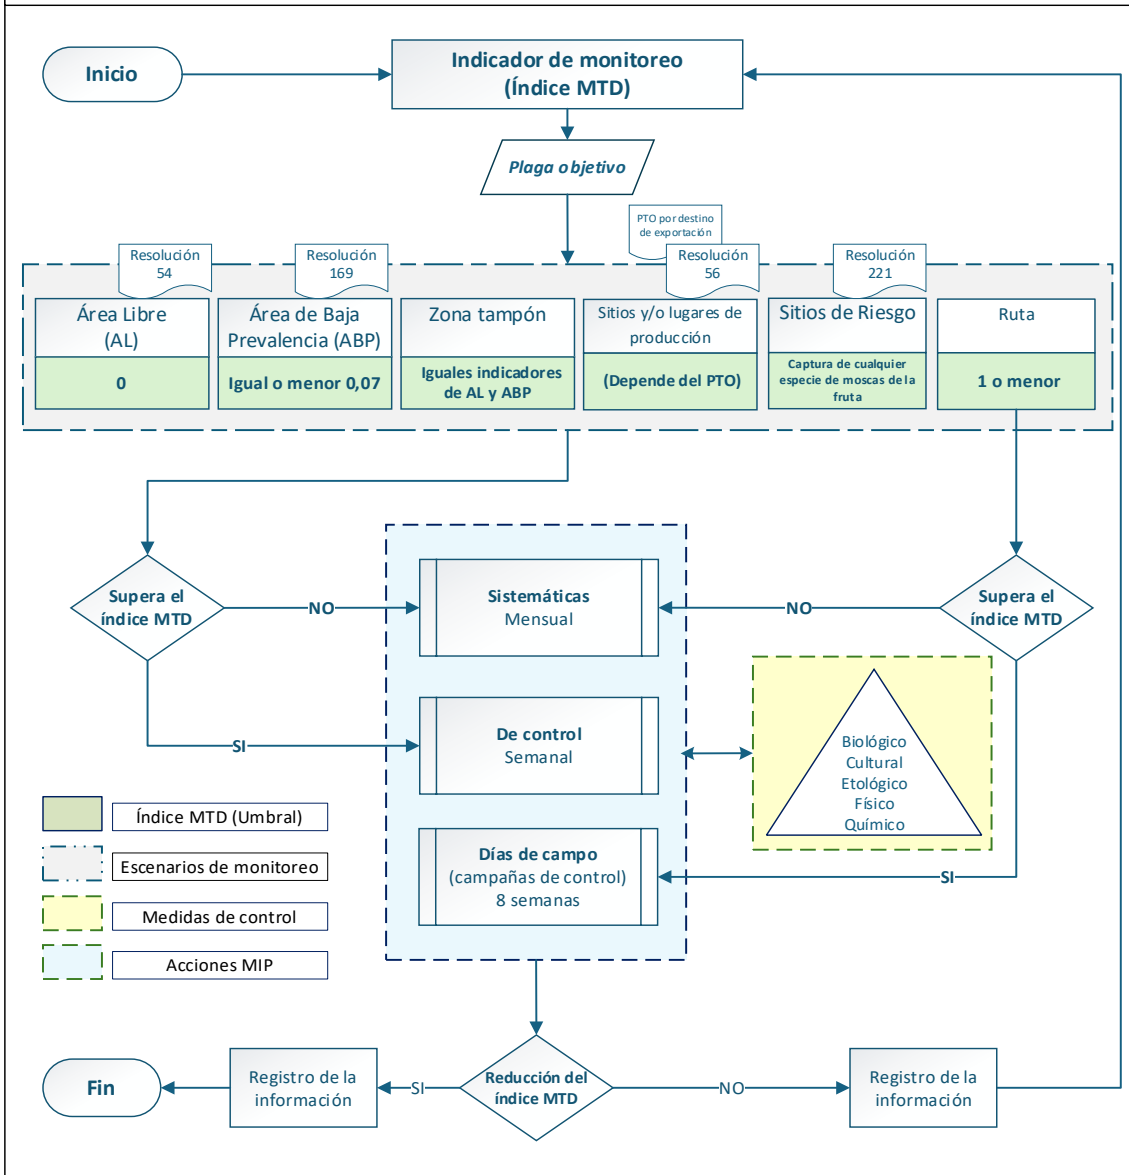 Inicio
Indicador de monitoreo
(Índice MTD)
Plaga objetivo
PTO por destino
de exportación
Resolución
54
Resolución
169
Resolución
56
Resolución
221
Área Libre
(AL)
0
Área de Baja
Prevalencia (ABP)
Igual o menor 0,07
Zona tampón
Iguales indicadores
de AL y ABP
Sitios y/o lugares de
producción
(Depende del PTO)
Sitios de Riesgo
Captura de cualquier
especie de moscas de la
fruta
Ruta
1 o menor
Supera el
índice MTD
NO
Sistemáticas
Mensual
NO
Supera el
índice MTD
SI
De control
Semanal
Biológico
Cultural
Etológico
Físico
Químico
Días de campo
(campañas de control)
8 semanas
SI
Índice MTD (Umbral)
Escenarios de monitoreo
Medidas de control
Acciones MIP
Fin
Registro de la
información
SI
Reducción del
índice MTD
NO
Registro de la
información